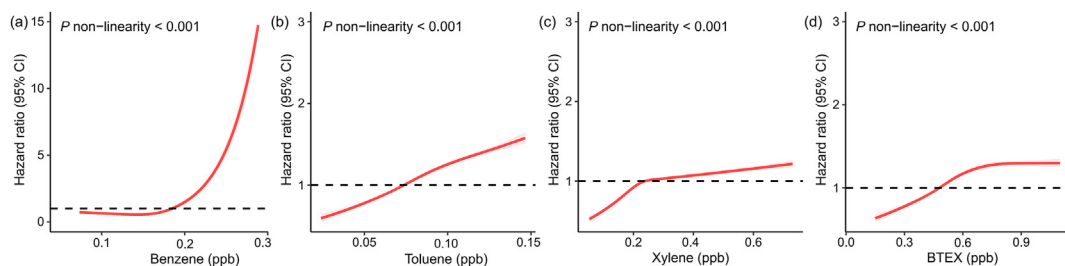 (a)
P non−linearity < 0.001
Hazard ratio (95% CI)
15
10
5
1
0
0.1
0.2
0.3
Benzene (ppb)
(b)
P non−linearity < 0.001
Hazard ratio (95% CI)
3
2
1
0.05
0.10
0.15
Toluene (ppb)
(c)
P non−linearity < 0.001
Hazard ratio (95% CI)
3
2
1
0.2
0.4
0.6
Xylene (ppb)
(d)
P non−linearity < 0.001
Hazard ratio (95% CI)
3
2
1
0.0
0.3
0.6
0.9
BTEX (ppb)